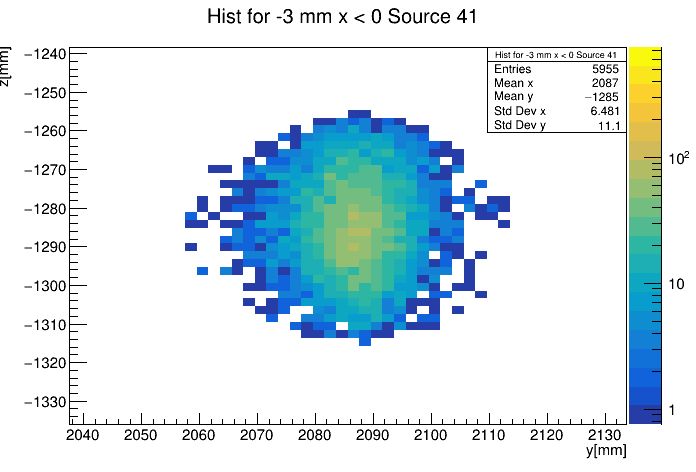 Hist for -3 mm x < 0 Source 41
z[mm]
−1240
−1250
−1260
−1270
−1280
−1290
−1300
−1310
−1320
−1330
2040 2050 2060 2070 2080 2090 2100 2110 2120 2130
y[mm]
Hist for -3 mm x < 0 Source 41
Entries 5955
Mean x 2087
Mean y −1285
Std Dev x 6.481
Std Dev y 11.1
10²
10
1